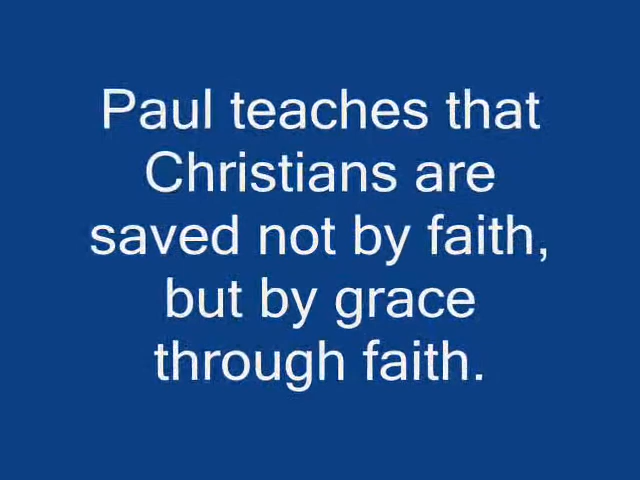 Paul teaches that
Christians are
saved not by faith,
but by grace
through faith.